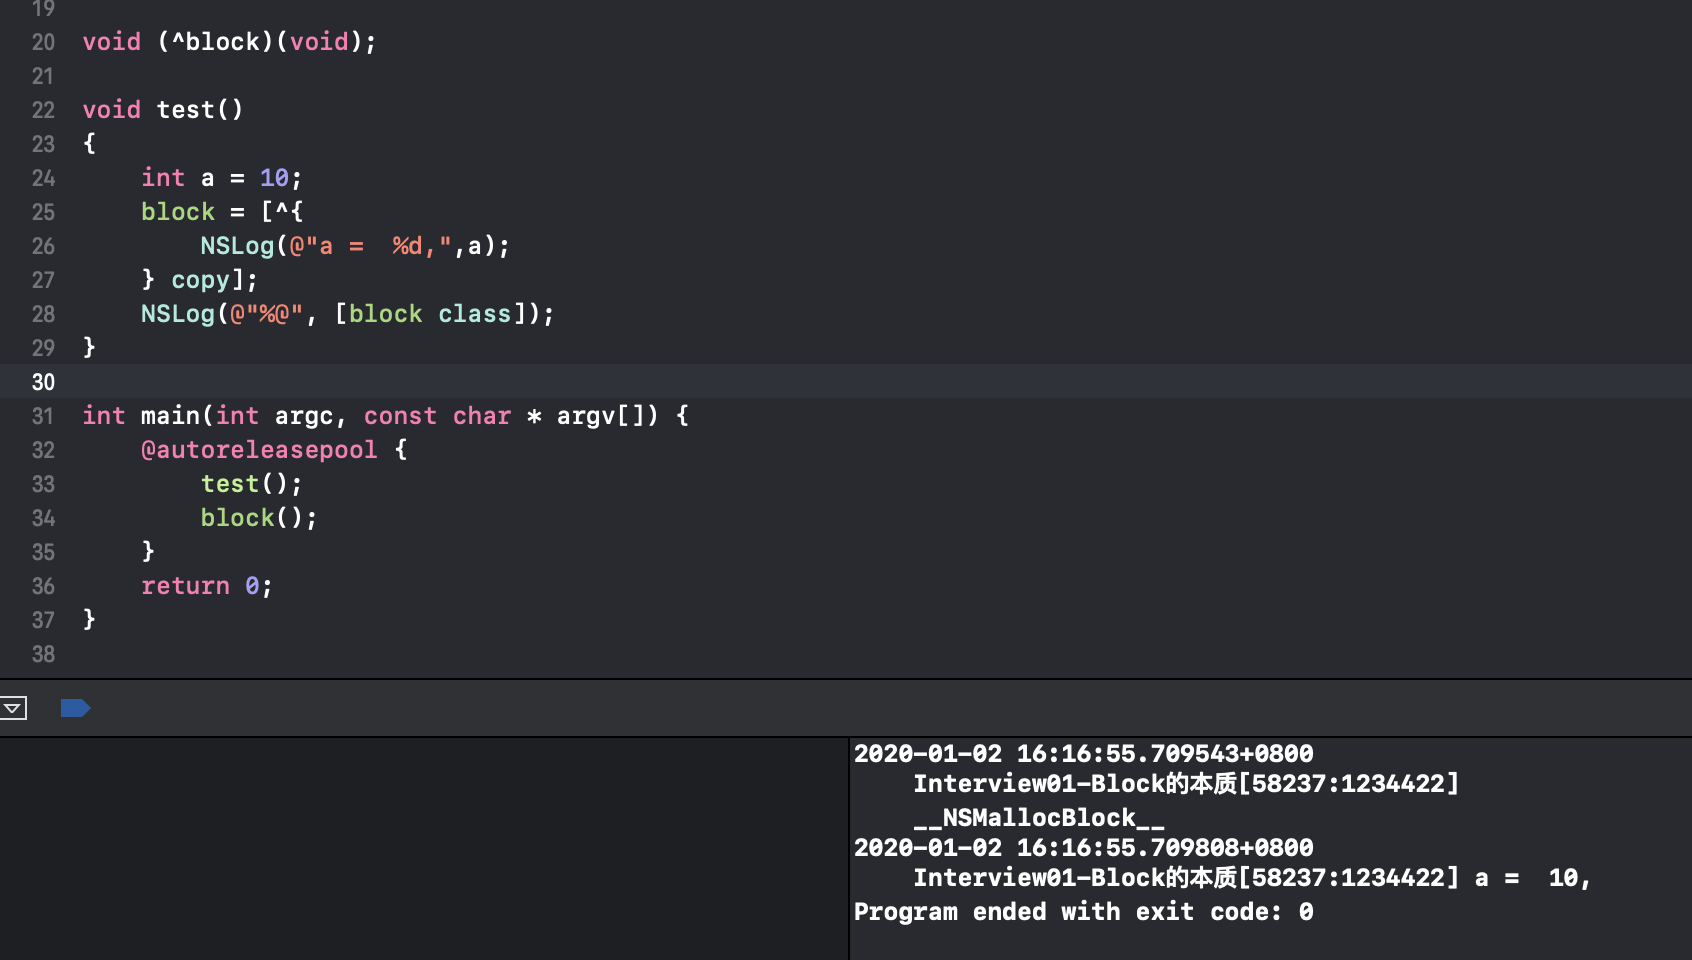 19
20 void (^block)(void);
21
22 void test()
23 {
24     int a = 10;
25     block = [^{
26         NSLog(@"a =  %d,",a);
27     } copy];
28     NSLog(@"%@", [block class]);
29 }
30
31 int main(int argc, const char * argv[]) {
32     @autoreleasepool {
33         test();
34         block();
35     }
36     return 0;
37 }
38
2020-01-02 16:16:55.709543+0800
Interview01-Block的本质[58237:1234422]
__NSMallocBlock__
2020-01-02 16:16:55.709808+0800
Interview01-Block的本质[58237:1234422] a =  10,
Program ended with exit code: 0